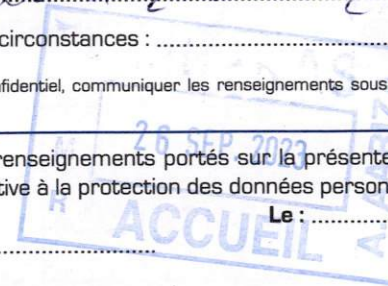 circonstances : ........................................
fidentiel, communiquer les renseignements sous
26 SEP. 2023
renseignements portés sur la présente
tive à la protection des données person
Le : ................
ACCUEIL
........................................